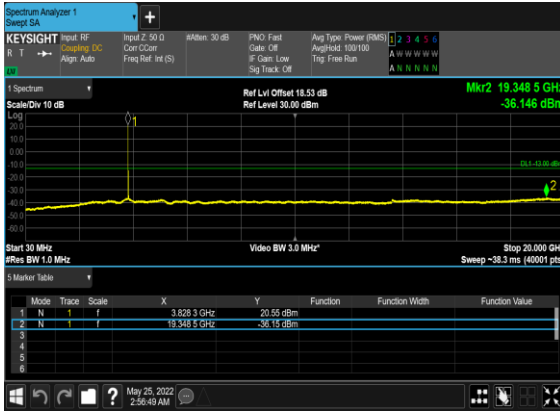 Spectrum Analyzer 1
Swept SA
+
KEYSIGHT Input: RF Input Z: 50 Ω #Atten: 30 dB PNO: Fast Avg Type: Power (RMS) 1 2 3 4 5 6
R T Coupling: DC Corr CCorr Gate: Off Avg|Hold: 100/100 A W W W W W
Align: Auto Freq Ref: Int (S) IF Gain: Low Trig: Free Run
Sig Track: Off A N N N N N
1 Spectrum Ref Lvl Offset 18.53 dB Mkr2 19.348 5 GHz
Scale/Div 10 dB Ref Level 30.00 dBm -36.146 dBm
Log
20.0
10.0
0.00
-10.0
DL1 -13.00 dBm
-20.0
-30.0
-40.0
-50.0
-60.0
1
2
Start 30 MHz Video BW 3.0 MHz* Stop 20.000 GHz
#Res BW 1.0 MHz Sweep ~38.3 ms (40001 pts)
5 Marker Table
Mode Trace Scale X Y Function Function Width Function Value
1 N 1 f 3.828 3 GHz 20.55 dBm
2 N 1 f 19.348 5 GHz -36.15 dBm
3
4
5
6
? May 25, 2022
2:56:49 AM